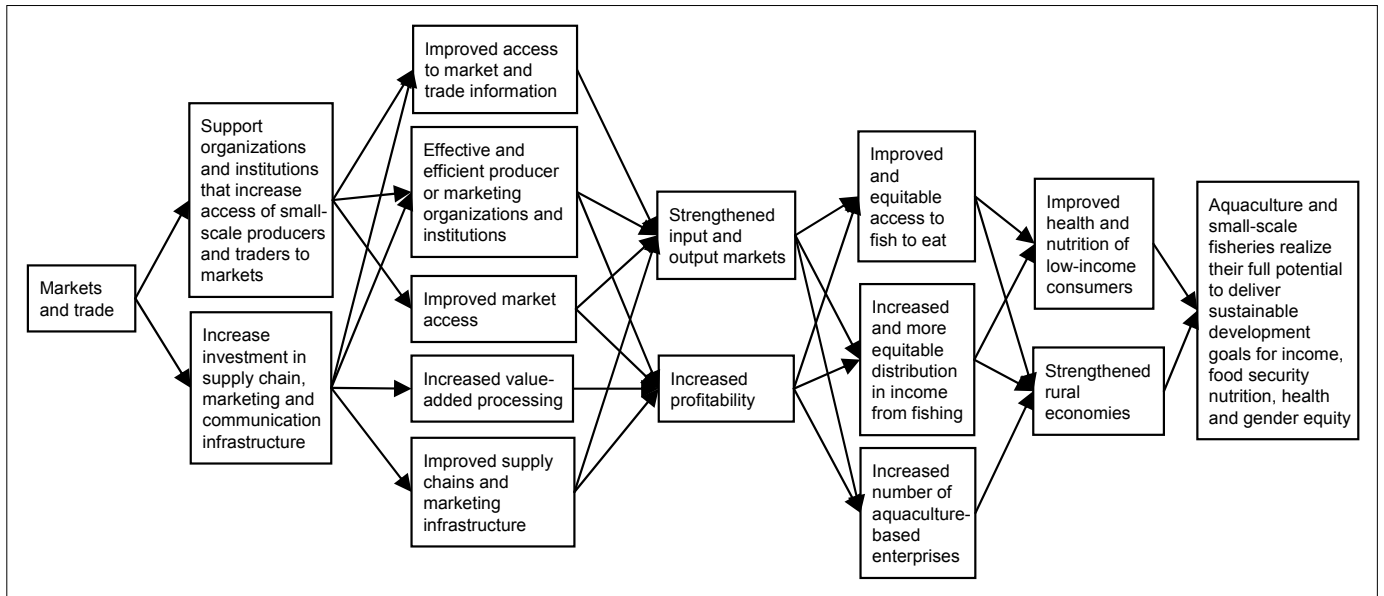 Markets
and trade
Support
organizations
and institutions
that increase
access of small-
scale producers
and traders to
markets
Increase
investment in
supply chain,
marketing and
communication
infrastructure
Improved access
to market and
trade information
Effective and
efficient producer
or marketing
organizations and
institutions
Improved market
access
Increased value-
added processing
Improved supply
chains and
marketing
infrastructure
Strengthened
input and
output markets
Increased
profitability
Improved
and
equitable
access to
fish to eat
Increased
and more
equitable
distribution
in income
from fishing
Increased
number of
aquaculture-
based
enterprises
Improved
health and
nutrition of
low-income
consumers
Strengthened
rural
economies
Aquaculture and
small-scale
fisheries realize
their full potential
to deliver
sustainable
development
goals for income,
food security
nutrition, health
and gender equity